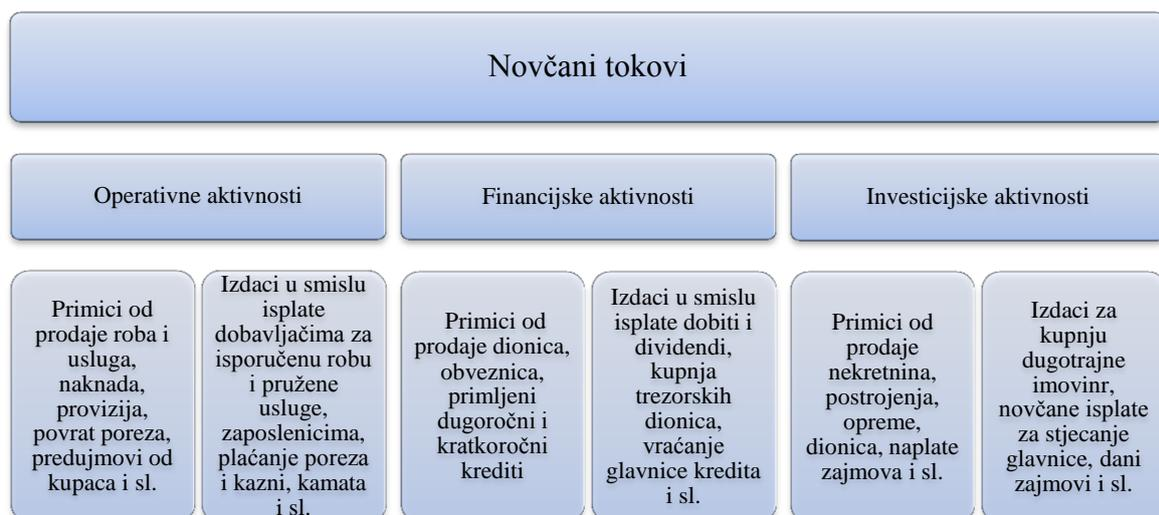 Novčani tokovi
Operativne aktivnosti
Financijske aktivnosti
Investicijske aktivnosti
Primici od
prodaje roba i
usluga,
naknada,
provizija,
povrat poreza,
predujmovi od
kupaca i sl.
Izdaci u smislu
isplate
dobavljačima za
isporučenu robu
i pružene
usluge,
zaposlenicima,
plaćanje poreza
i kazni, kamata
i sl.
Primici od
prodaje dionica,
obveznica,
primljeni
dugoročni i
kratkoročni
krediti
Izdaci u smislu
isplate dobiti i
dividendi,
kupnja
trezorskih
dionica,
vraćanje
glavnice kredita
i sl.
Primici od
prodaje
nekretnina,
postrojenja,
opreme,
dionica, naplate
zajmova i sl.
Izdaci za
kupnju
dugotrajne
imovinr,
novčane isplate
za stjecanje
glavnice, dani
zajmovi i sl.